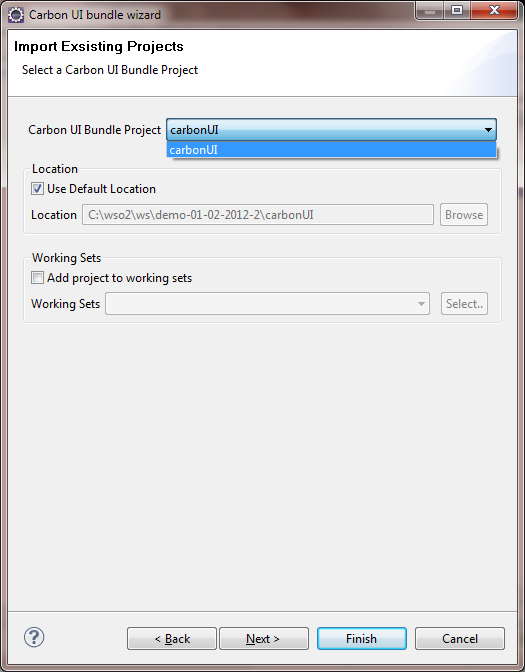 Carbon UI bundle wizard
Import Exsisting Projects
Select a Carbon UI Bundle Project
Carbon UI Bundle Project carbonUI
carbonUI
Location
Use Default Location
Location C:\wso2\ws\demo-01-02-2012-2\carbonUI Browse
Working Sets
Add project to working sets
Working Sets Select..
? < Back Next > Finish Cancel